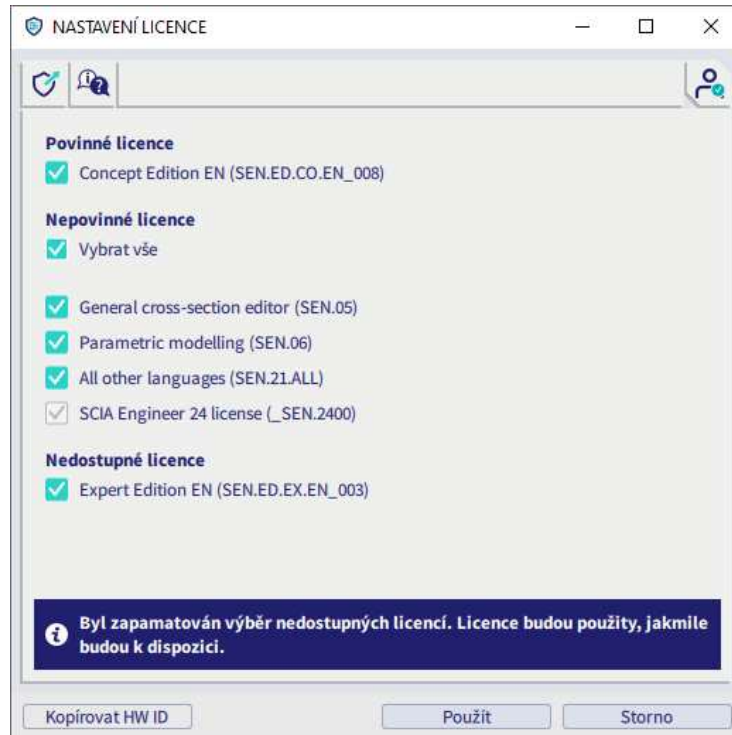 NASTAVENÍ LICENCE
Povinné licence
Concept Edition EN (SEN.ED.CO.EN_008)
Nepovinné licence
Vybrat vše
General cross-section editor (SEN.05)
Parametric modelling (SEN.06)
All other languages (SEN.21.ALL)
SCIA Engineer 24 license (_SEN.2400)
Nedostupné licence
Expert Edition EN (SEN.ED.EX.EN_003)
Byl zapamatován výběr nedostupných licencí. Licence budou použity, jakmile
budou k dispozici.
Kopírovat HW ID Použít Storno